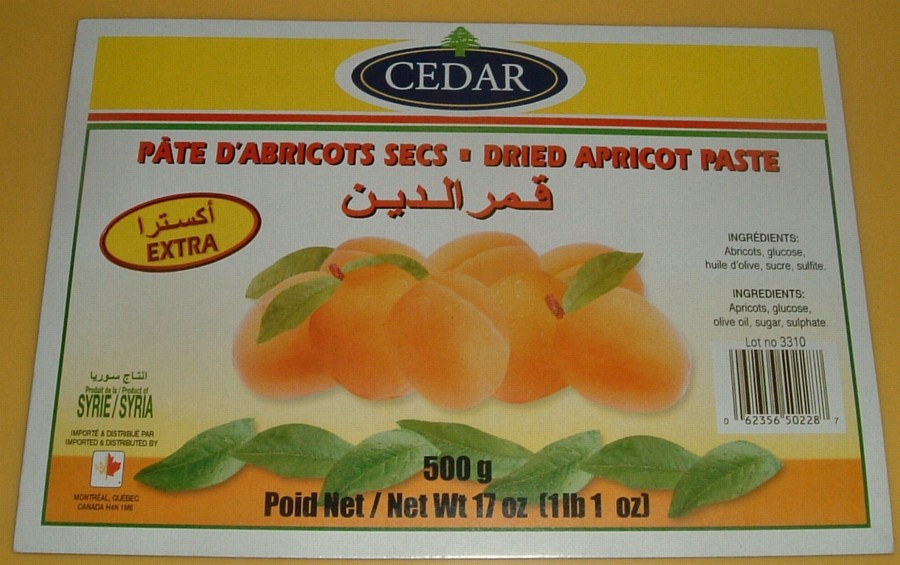 CEDAR
PÂTE D'ABRICOTS SECS ▪ DRIED APRICOT PASTE
قمر الدين
أكسترا
EXTRA
INGRÉDIENTS:
Abricots, glucose,
huile d'olive, sucre, sulfite.
INGREDIENTS:
Apricots, glucose,
olive oil, sugar, sulphate.
Lot no 3310
0 62356 50228 7
انتاج سوريا
Produit de la / Product of
SYRIE/SYRIA
IMPORTÉ & DISTRIBUÉ PAR
IMPORTED & DISTRIBUTED BY
MONTRÉAL, QUÉBEC
CANADA H4N 1M6
500 g
Poid Net / Net Wt 17 oz (1lb 1 oz)